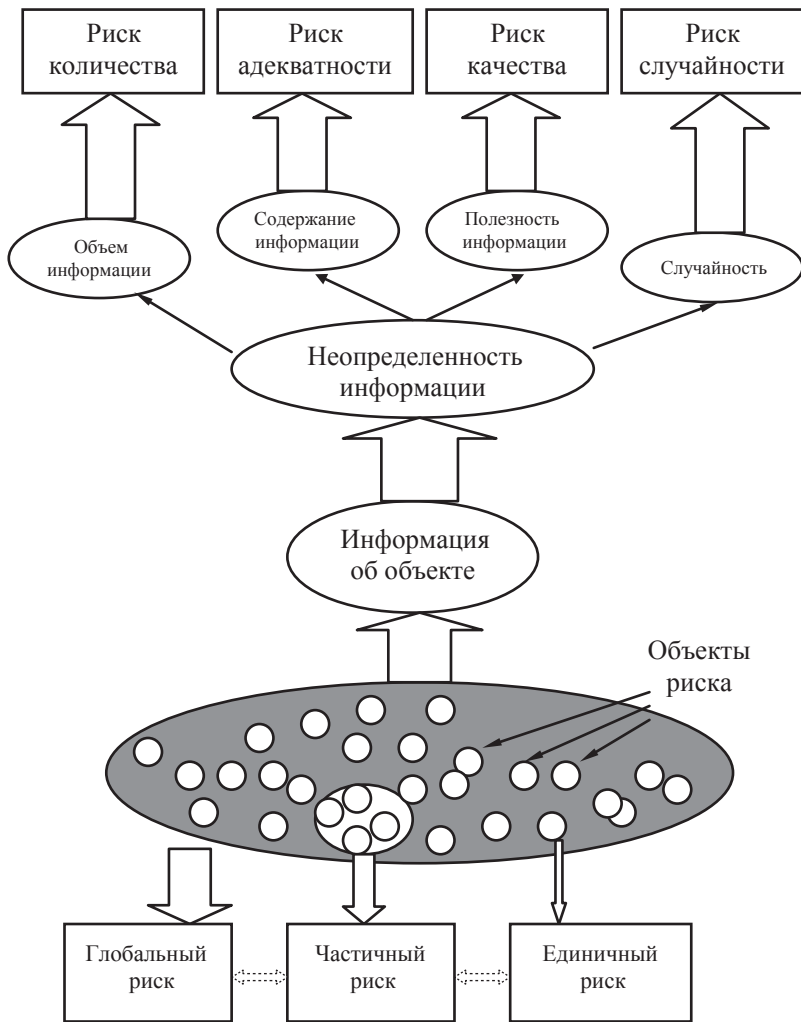 Риск
количества
Риск
адекватности
Риск
качества
Риск
случайности
Объем
информации
Содержание
информации
Полезность
информации
Случайность
Неопределенность
информации
Информация
об объекте
Объекты
риска
Глобальный
риск
Частичный
риск
Единичный
риск